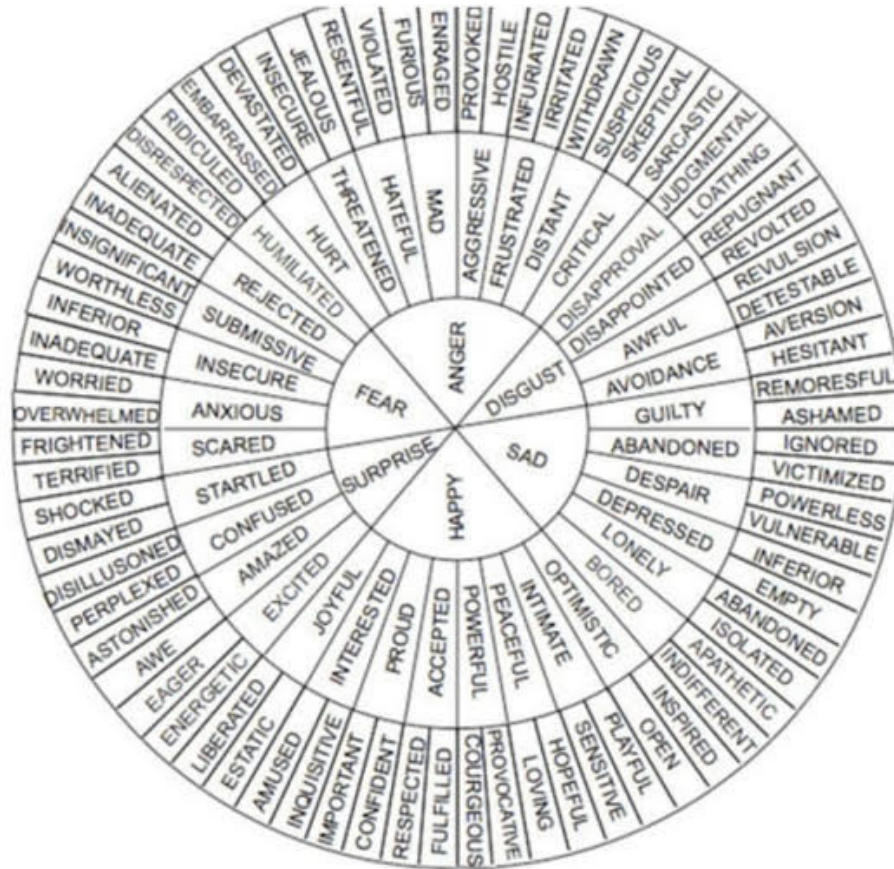 ANGER
DISGUST
SAD
HAPPY
SURPRISE
FEAR
MAD
AGGRESSIVE
FRUSTRATED
DISTANT
CRITICAL
DISAPPROVAL
DISAPPOINTED
AWFUL
AVOIDANCE
GUILTY
ABANDONED
DESPAIR
DEPRESSED
LONELY
BORED
OPTIMISTIC
INTIMATE
PEACEFUL
POWERFUL
ACCEPTED
PROUD
INTERESTED
JOYFUL
EXCITED
AMAZED
CONFUSED
STARTLED
SCARED
ANXIOUS
INSECURE
SUBMISSIVE
REJECTED
HUMILIATED
HURT
THREATENED
HATEFUL
ENRAGED
PROVOKED
HOSTILE
INFURIATED
IRRITATED
WITHDRAWN
SUSPICIOUS
SKEPTICAL
SARCASTIC
JUDGMENTAL
LOATHING
REPUGNANT
REVOLTED
REVULSION
DETESTABLE
AVERSION
HESITANT
REMORESFUL
ASHAMED
IGNORED
VICTIMIZED
POWERLESS
VULNERABLE
INFERIOR
EMPTY
ABANDONED
ISOLATED
APATHETIC
INDIFFERENT
INSPIRED
OPEN
PLAYFUL
SENSITIVE
HOPEFUL
LOVING
PROVOCATIVE
COURGEOUS
FULFILLED
RESPECTED
CONFIDENT
IMPORTANT
INQUISITIVE
AMUSED
ESTATIC
LIBERATED
ENERGETIC
EAGER
AWE
ASTONISHED
PERPLEXED
DISILLUSONED
DISMAYED
SHOCKED
TERRIFIED
FRIGHTENED
OVERWHELMED
WORRIED
INADEQUATE
INFERIOR
WORTHLESS
INSIGNIFICANT
INADEQUATE
ALIENATED
DISRESPECTED
RIDICULED
EMBARRASSED
DEVASTATED
INSECURE
JEALOUS
RESENTFUL
VIOLATED
FURIOUS